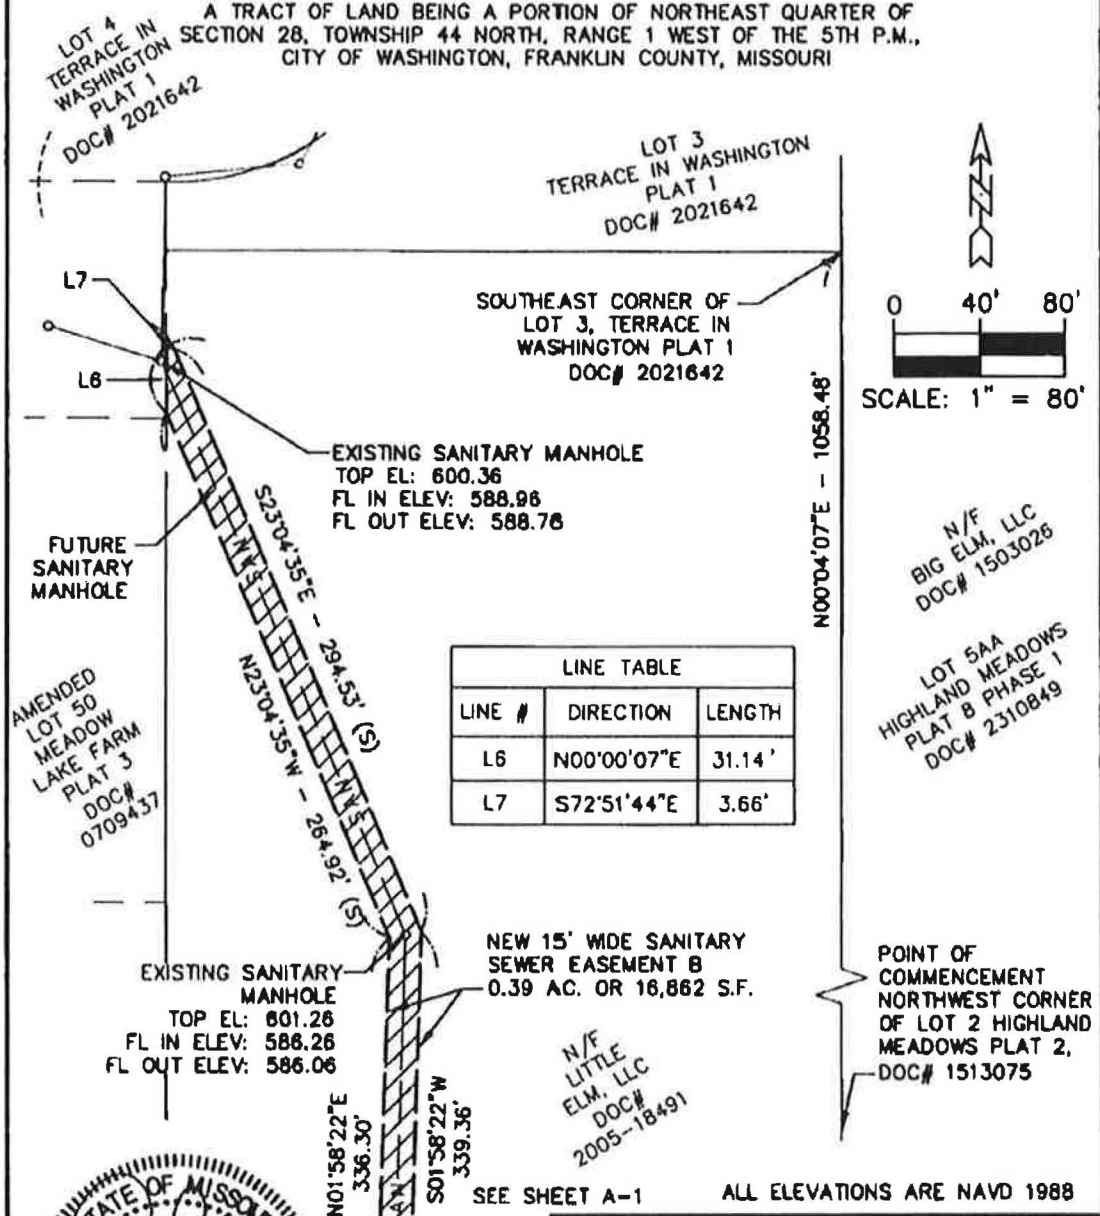 A TRACT OF LAND BEING A PORTION OF NORTHEAST QUARTER OF
SECTION 28, TOWNSHIP 44 NORTH, RANGE 1 WEST OF THE 5TH P.M.,
CITY OF WASHINGTON, FRANKLIN COUNTY, MISSOURI
LOT 4
TERRACE IN
WASHINGTON
PLAT 1
DOC# 2021642
LOT 3
TERRACE IN WASHINGTON
PLAT 1
DOC# 2021642
N
L7
L6
SOUTHEAST CORNER OF
LOT 3, TERRACE IN
WASHINGTON PLAT 1
DOC# 2021642
0 40' 80'
SCALE: 1" = 80'
EXISTING SANITARY MANHOLE
TOP EL: 600.36
FL IN ELEV: 588.96
FL OUT ELEV: 588.76
FUTURE
SANITARY
MANHOLE
S23°04'35"E - 294.53' (S)
N23°04'35"W - 264.92' (S)
N00°04'07"E - 1058.48'
N/F
BIG ELM, LLC
DOC# 1503026
LOT 5AA
HIGHLAND MEADOWS
PLAT 8 PHASE 1
DOC# 2310849
AMENDED
LOT 50
MEADOW
LAKE FARM
PLAT 3
DOC#
0709437
LINE TABLE
LINE # DIRECTION LENGTH
L6 N00°00'07"E 31.14'
L7 S72°51'44"E 3.66'
NEW 15' WIDE SANITARY
SEWER EASEMENT B
0.39 AC. OR 16,862 S.F.
EXISTING SANITARY
MANHOLE
TOP EL: 601.26
FL IN ELEV: 586.26
FL OUT ELEV: 586.06
POINT OF
COMMENCEMENT
NORTHWEST CORNER
OF LOT 2 HIGHLAND
MEADOWS PLAT 2,
DOC# 1513075
N/F
LITTLE
ELM, LLC
DOC#
2005-18491
N01°58'22"E
336.30'
S01°58'22"W
339.36'
SEE SHEET A-1
ALL ELEVATIONS ARE NAVD 1988
STATE OF MISSOU